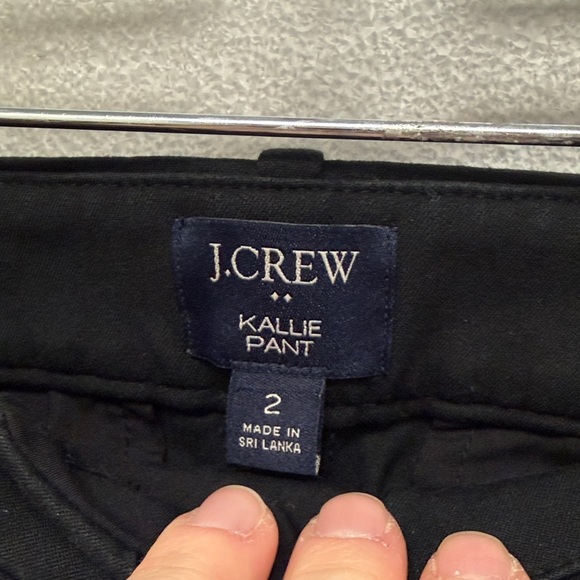 J.CREW
KALLIE
PANT
2
MADE IN
SRI LANKA